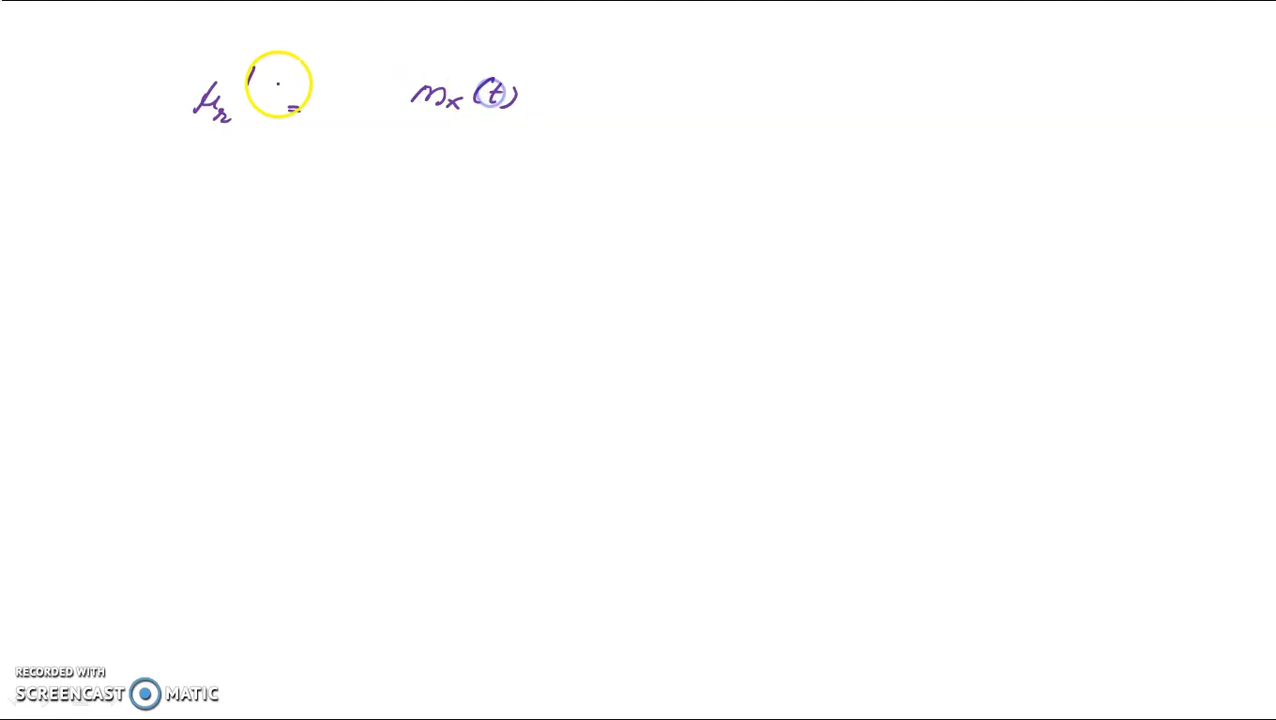 μr' = mx(t)
RECORDED WITH
SCREENCAST MATIC